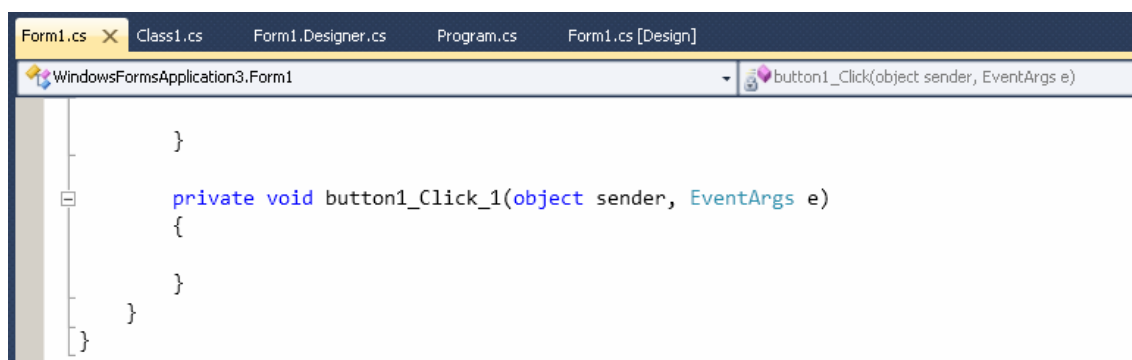 Form1.cs Class1.cs Form1.Designer.cs Program.cs Form1.cs [Design]
WindowsFormsApplication3.Form1 button1_Click(object sender, EventArgs e)
}
private void button1_Click_1(object sender, EventArgs e)
{
}
}
}